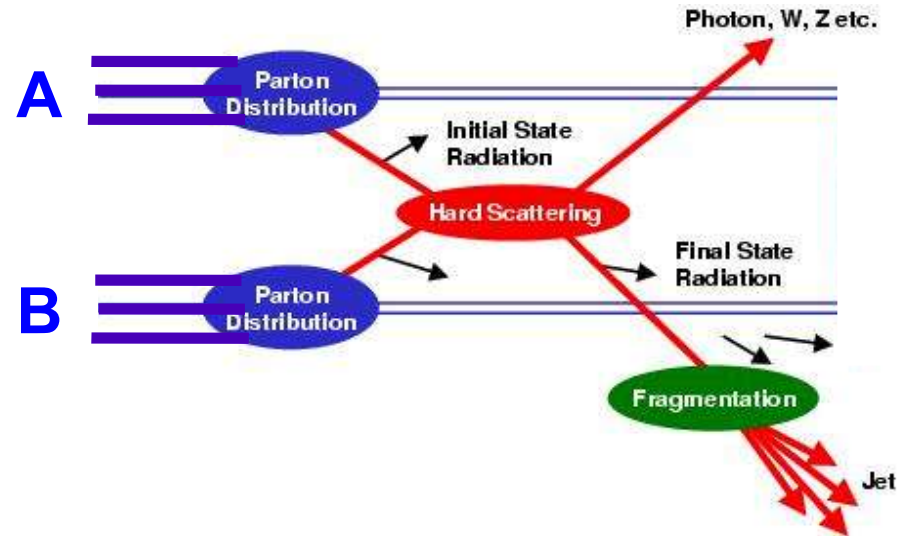 Photon, W, Z etc.
A
Parton
Distribution
Initial State
Radiation
Hard Scattering
Final State
Radiation
B
Parton
Distribution
Fragmentation
Jet